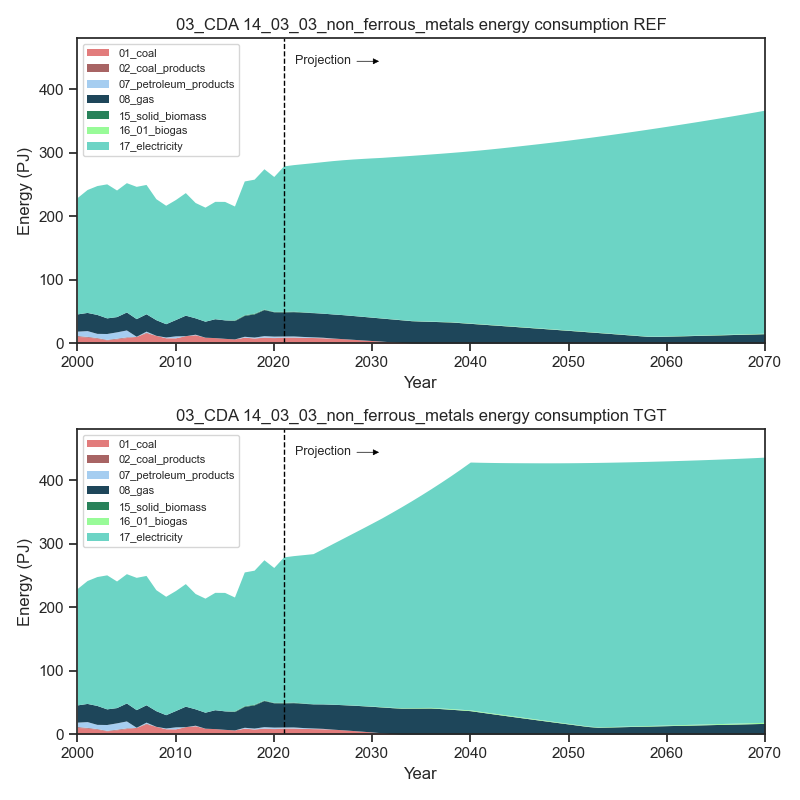 03_CDA 14_03_03_non_ferrous_metals energy consumption REF
01_coal
02_coal_products
07_petroleum_products
08_gas
15_solid_biomass
16_01_biogas
17_electricity
Projection
Energy (PJ)
400
300
200
100
0
2000 2010 2020 2030 2040 2050 2060 2070
Year
03_CDA 14_03_03_non_ferrous_metals energy consumption TGT
01_coal
02_coal_products
07_petroleum_products
08_gas
15_solid_biomass
16_01_biogas
17_electricity
Projection
Energy (PJ)
400
300
200
100
0
2000 2010 2020 2030 2040 2050 2060 2070
Year